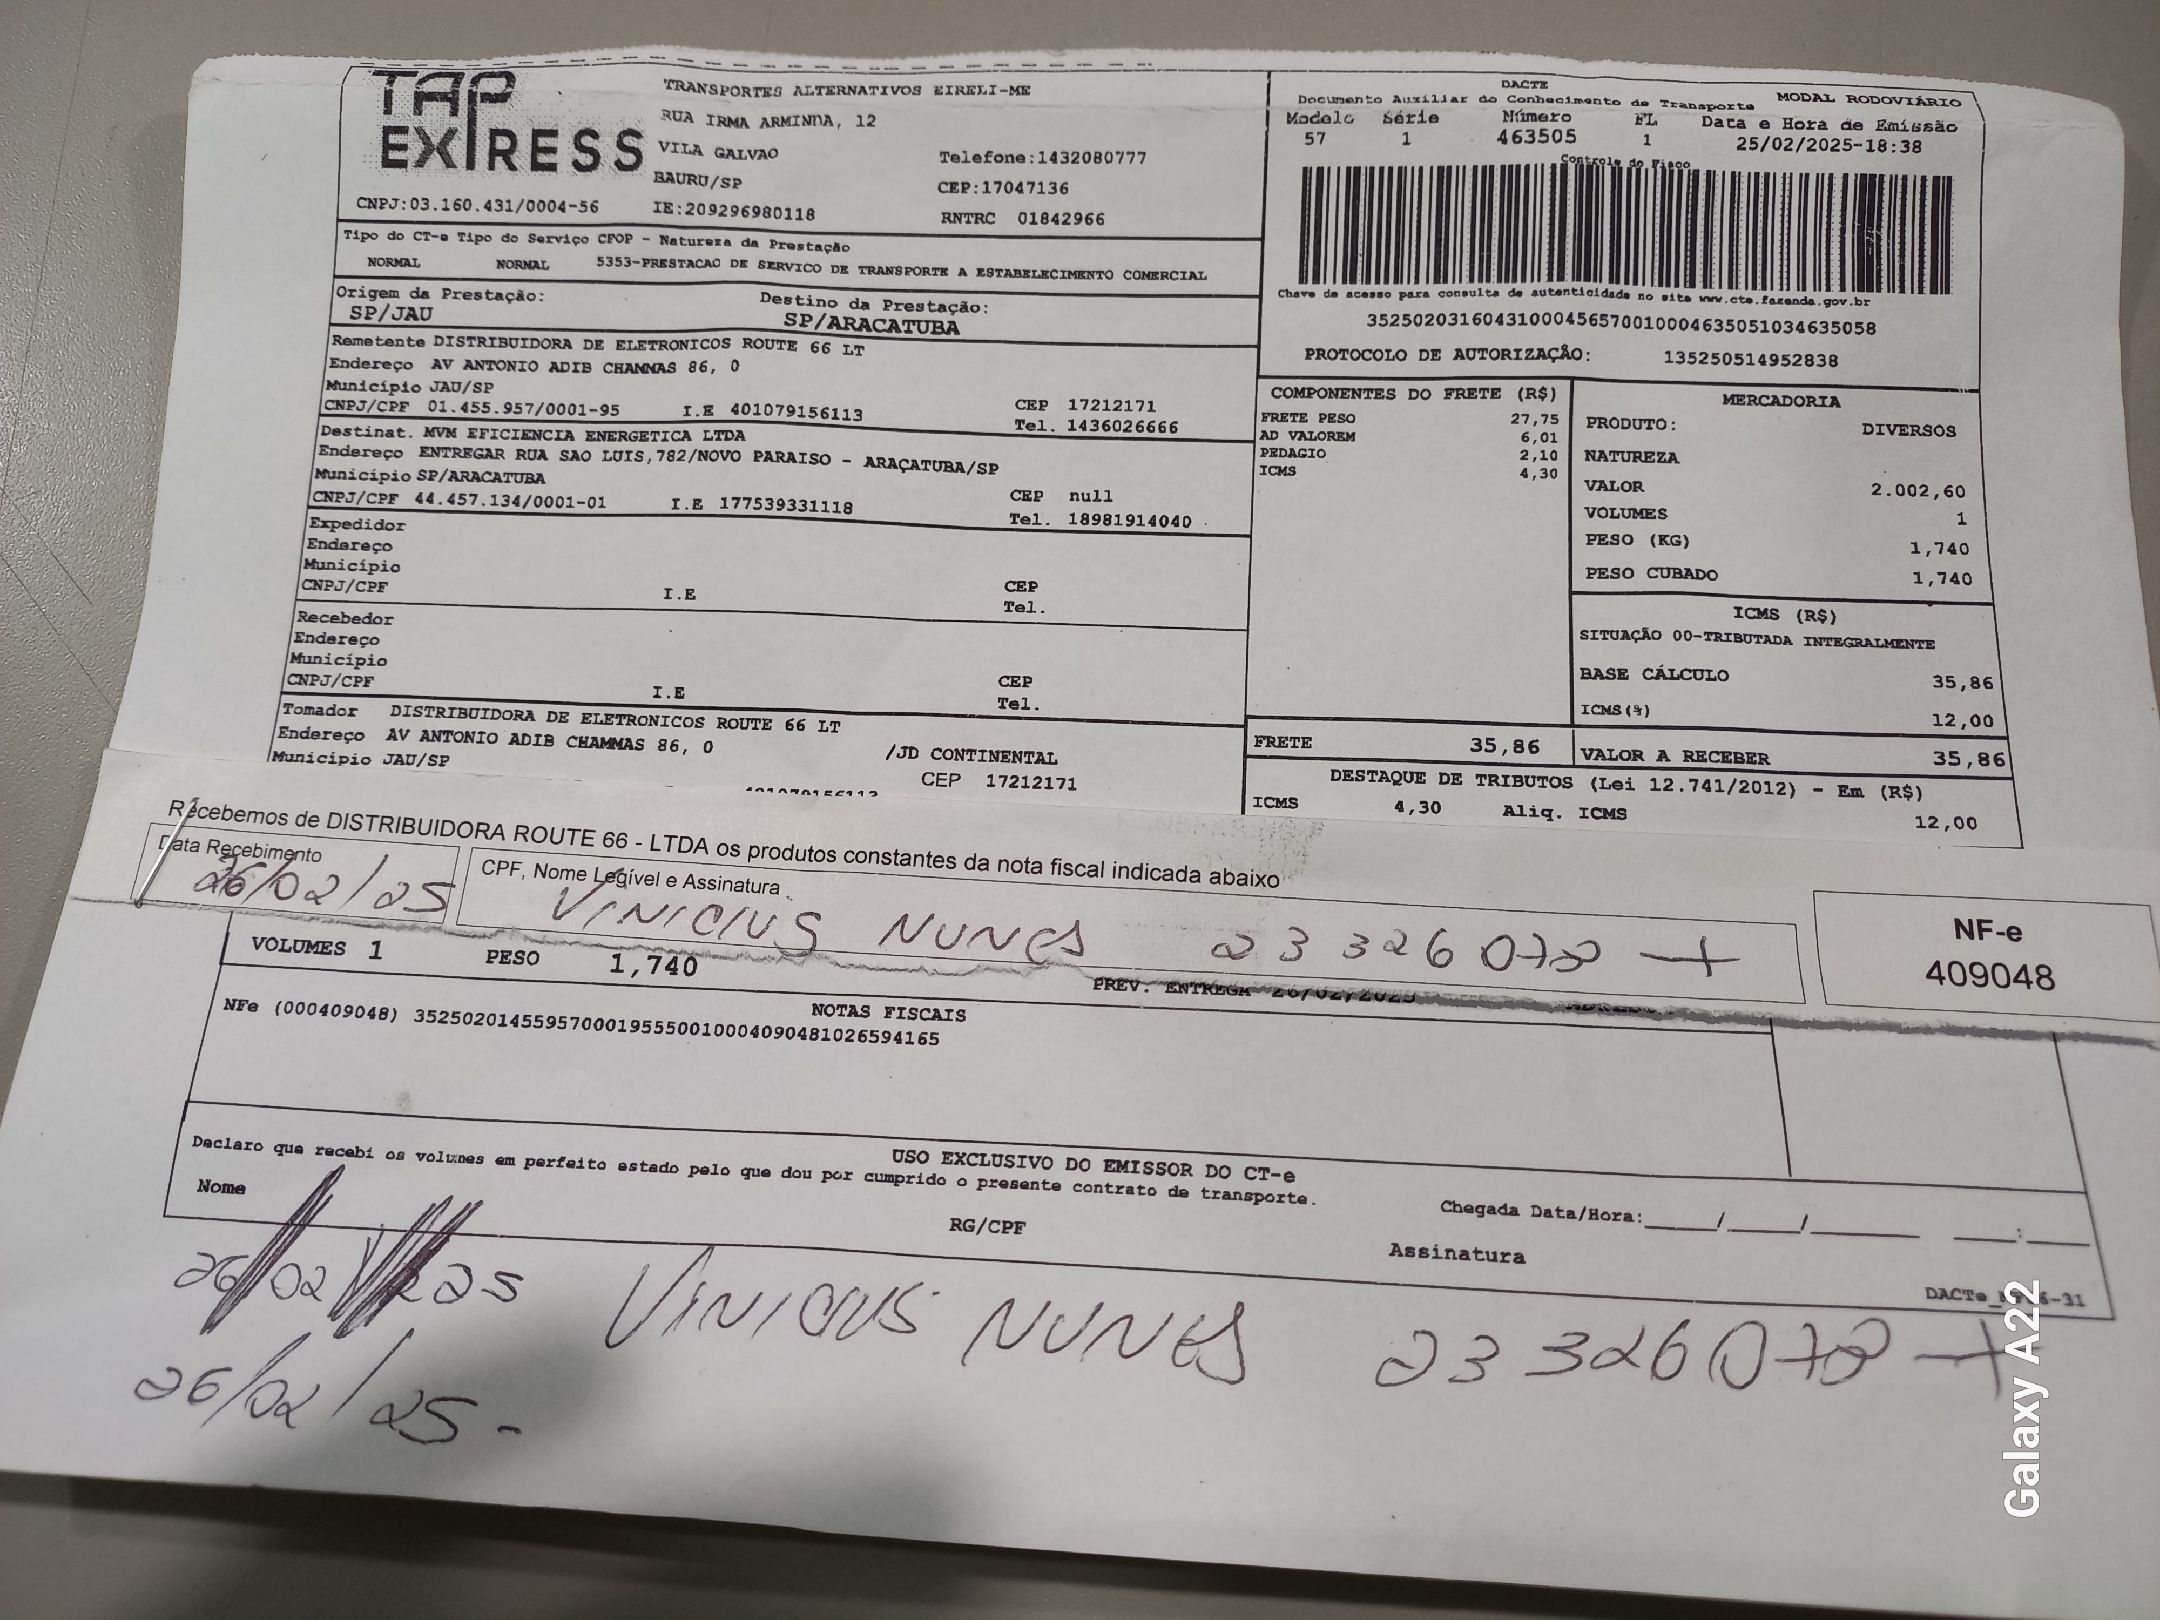 TAP EXPRESS
TRANSPORTES ALTERNATIVOS EIRELI-ME
RUA IRMA ARMINDA, 12
VILA GALVAO
BAURU/SP
Telefone:1432080777
CEP:17047136
CNPJ:03.160.431/0004-56 IE:209296980118 RNTRC 01842966
DACTE
Documento Auxiliar do Conhecimento de Transporte MODAL RODOVIÁRIO
Modelo Série Número FL Data e Hora de Emissão
57 1 463505 1 25/02/2025-18:38
Controle do Fisco
Chave de acesso para consulta de autenticidade no site www.cte.fazenda.gov.br
35250203160431000456570010004635051034635058
PROTOCOLO DE AUTORIZAÇÃO: 135250514952838
Tipo do CT-e Tipo do Serviço CFOP - Natureza da Prestação
NORMAL NORMAL 5353-PRESTACAO DE SERVICO DE TRANSPORTE A ESTABELECIMENTO COMERCIAL
Origem da Prestação: Destino da Prestação:
SP/JAU SP/ARACATUBA
Remetente DISTRIBUIDORA DE ELETRONICOS ROUTE 66 LT
Endereço AV ANTONIO ADIB CHAMMAS 86, 0
Município JAU/SP CEP 17212171
CNPJ/CPF 01.455.957/0001-95 I.E 401079156113 Tel. 1436026666
Destinat. MVM EFICIENCIA ENERGETICA LTDA
Endereço ENTREGAR RUA SAO LUIS,782/NOVO PARAISO - ARAÇATUBA/SP
Município SP/ARACATUBA CEP null
CNPJ/CPF 44.457.134/0001-01 I.E 177539331118 Tel. 18981914040
Expedidor
Endereço
Município CEP
CNPJ/CPF I.E Tel.
Recebedor
Endereço
Município CEP
CNPJ/CPF I.E Tel.
Tomador DISTRIBUIDORA DE ELETRONICOS ROUTE 66 LT
Endereço AV ANTONIO ADIB CHAMMAS 86, 0 /JD CONTINENTAL
Município JAU/SP CEP 17212171
401079156113
COMPONENTES DO FRETE (R$)
FRETE PESO 27,75
AD VALOREM 6,01
PEDAGIO 2,10
ICMS 4,30
MERCADORIA
PRODUTO: DIVERSOS
NATUREZA
VALOR 2.002,60
VOLUMES 1
PESO (KG) 1,740
PESO CUBADO 1,740
ICMS (R$)
SITUAÇÃO 00-TRIBUTADA INTEGRALMENTE
BASE CÁLCULO 35,86
ICMS(%) 12,00
FRETE 35,86 VALOR A RECEBER 35,86
DESTAQUE DE TRIBUTOS (Lei 12.741/2012) - Em (R$)
ICMS 4,30 Aliq. ICMS 12,00
Recebemos de DISTRIBUIDORA ROUTE 66 - LTDA os produtos constantes da nota fiscal indicada abaixo
Data Recebimento CPF, Nome Legível e Assinatura
26/02/25 VINICIUS NUNES 23326078-+
NF-e
409048
VOLUMES 1 PESO 1,740 PREV. ENTREGA 26/02/2025
NOTAS FISCAIS
NFe (000409048) 35250201455957000195550010004090481026594165
USO EXCLUSIVO DO EMISSOR DO CT-e
Declaro que recebi os volumes em perfeito estado pelo que dou por cumprido o presente contrato de transporte.
Nome RG/CPF Assinatura Chegada Data/Hora:____/____/______ ____:____
26/02 25 VINICIUS NUNES 23326078-+
26/02/25-
Galaxy A22